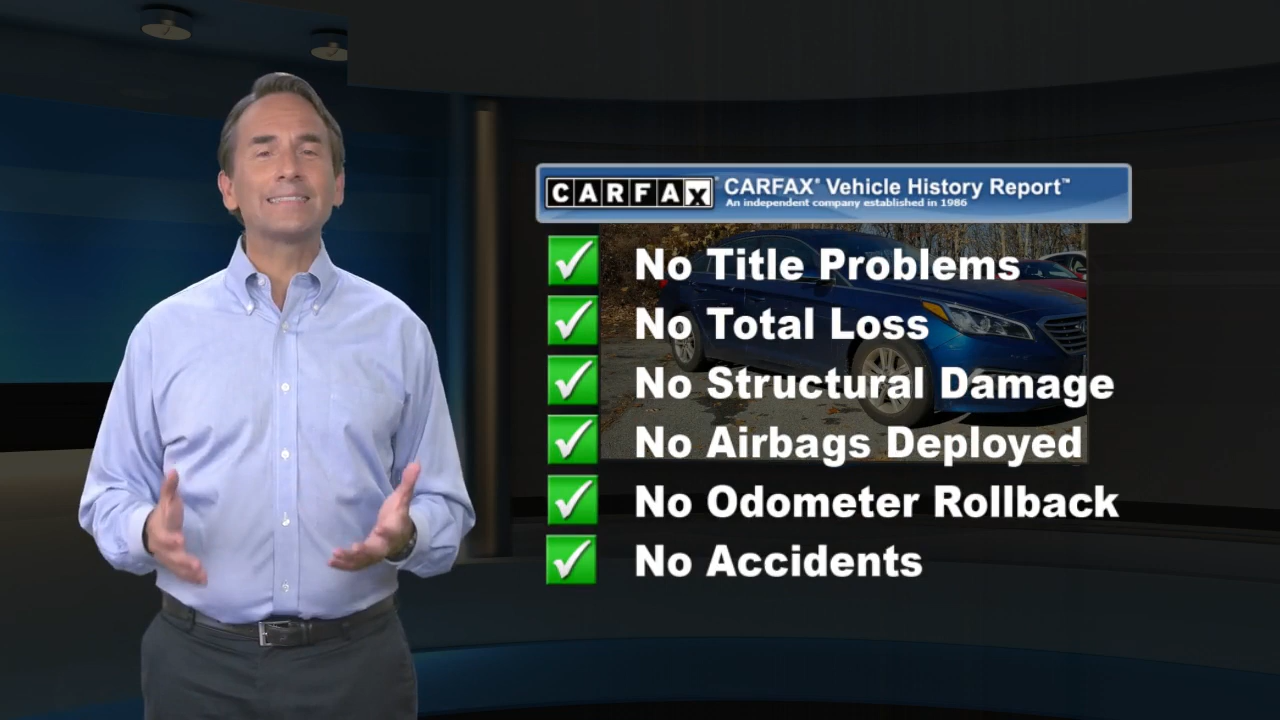 CARFAX® CARFAX® Vehicle History Report™
An independent company established in 1986
No Title Problems
No Total Loss
No Structural Damage
No Airbags Deployed
No Odometer Rollback
No Accidents